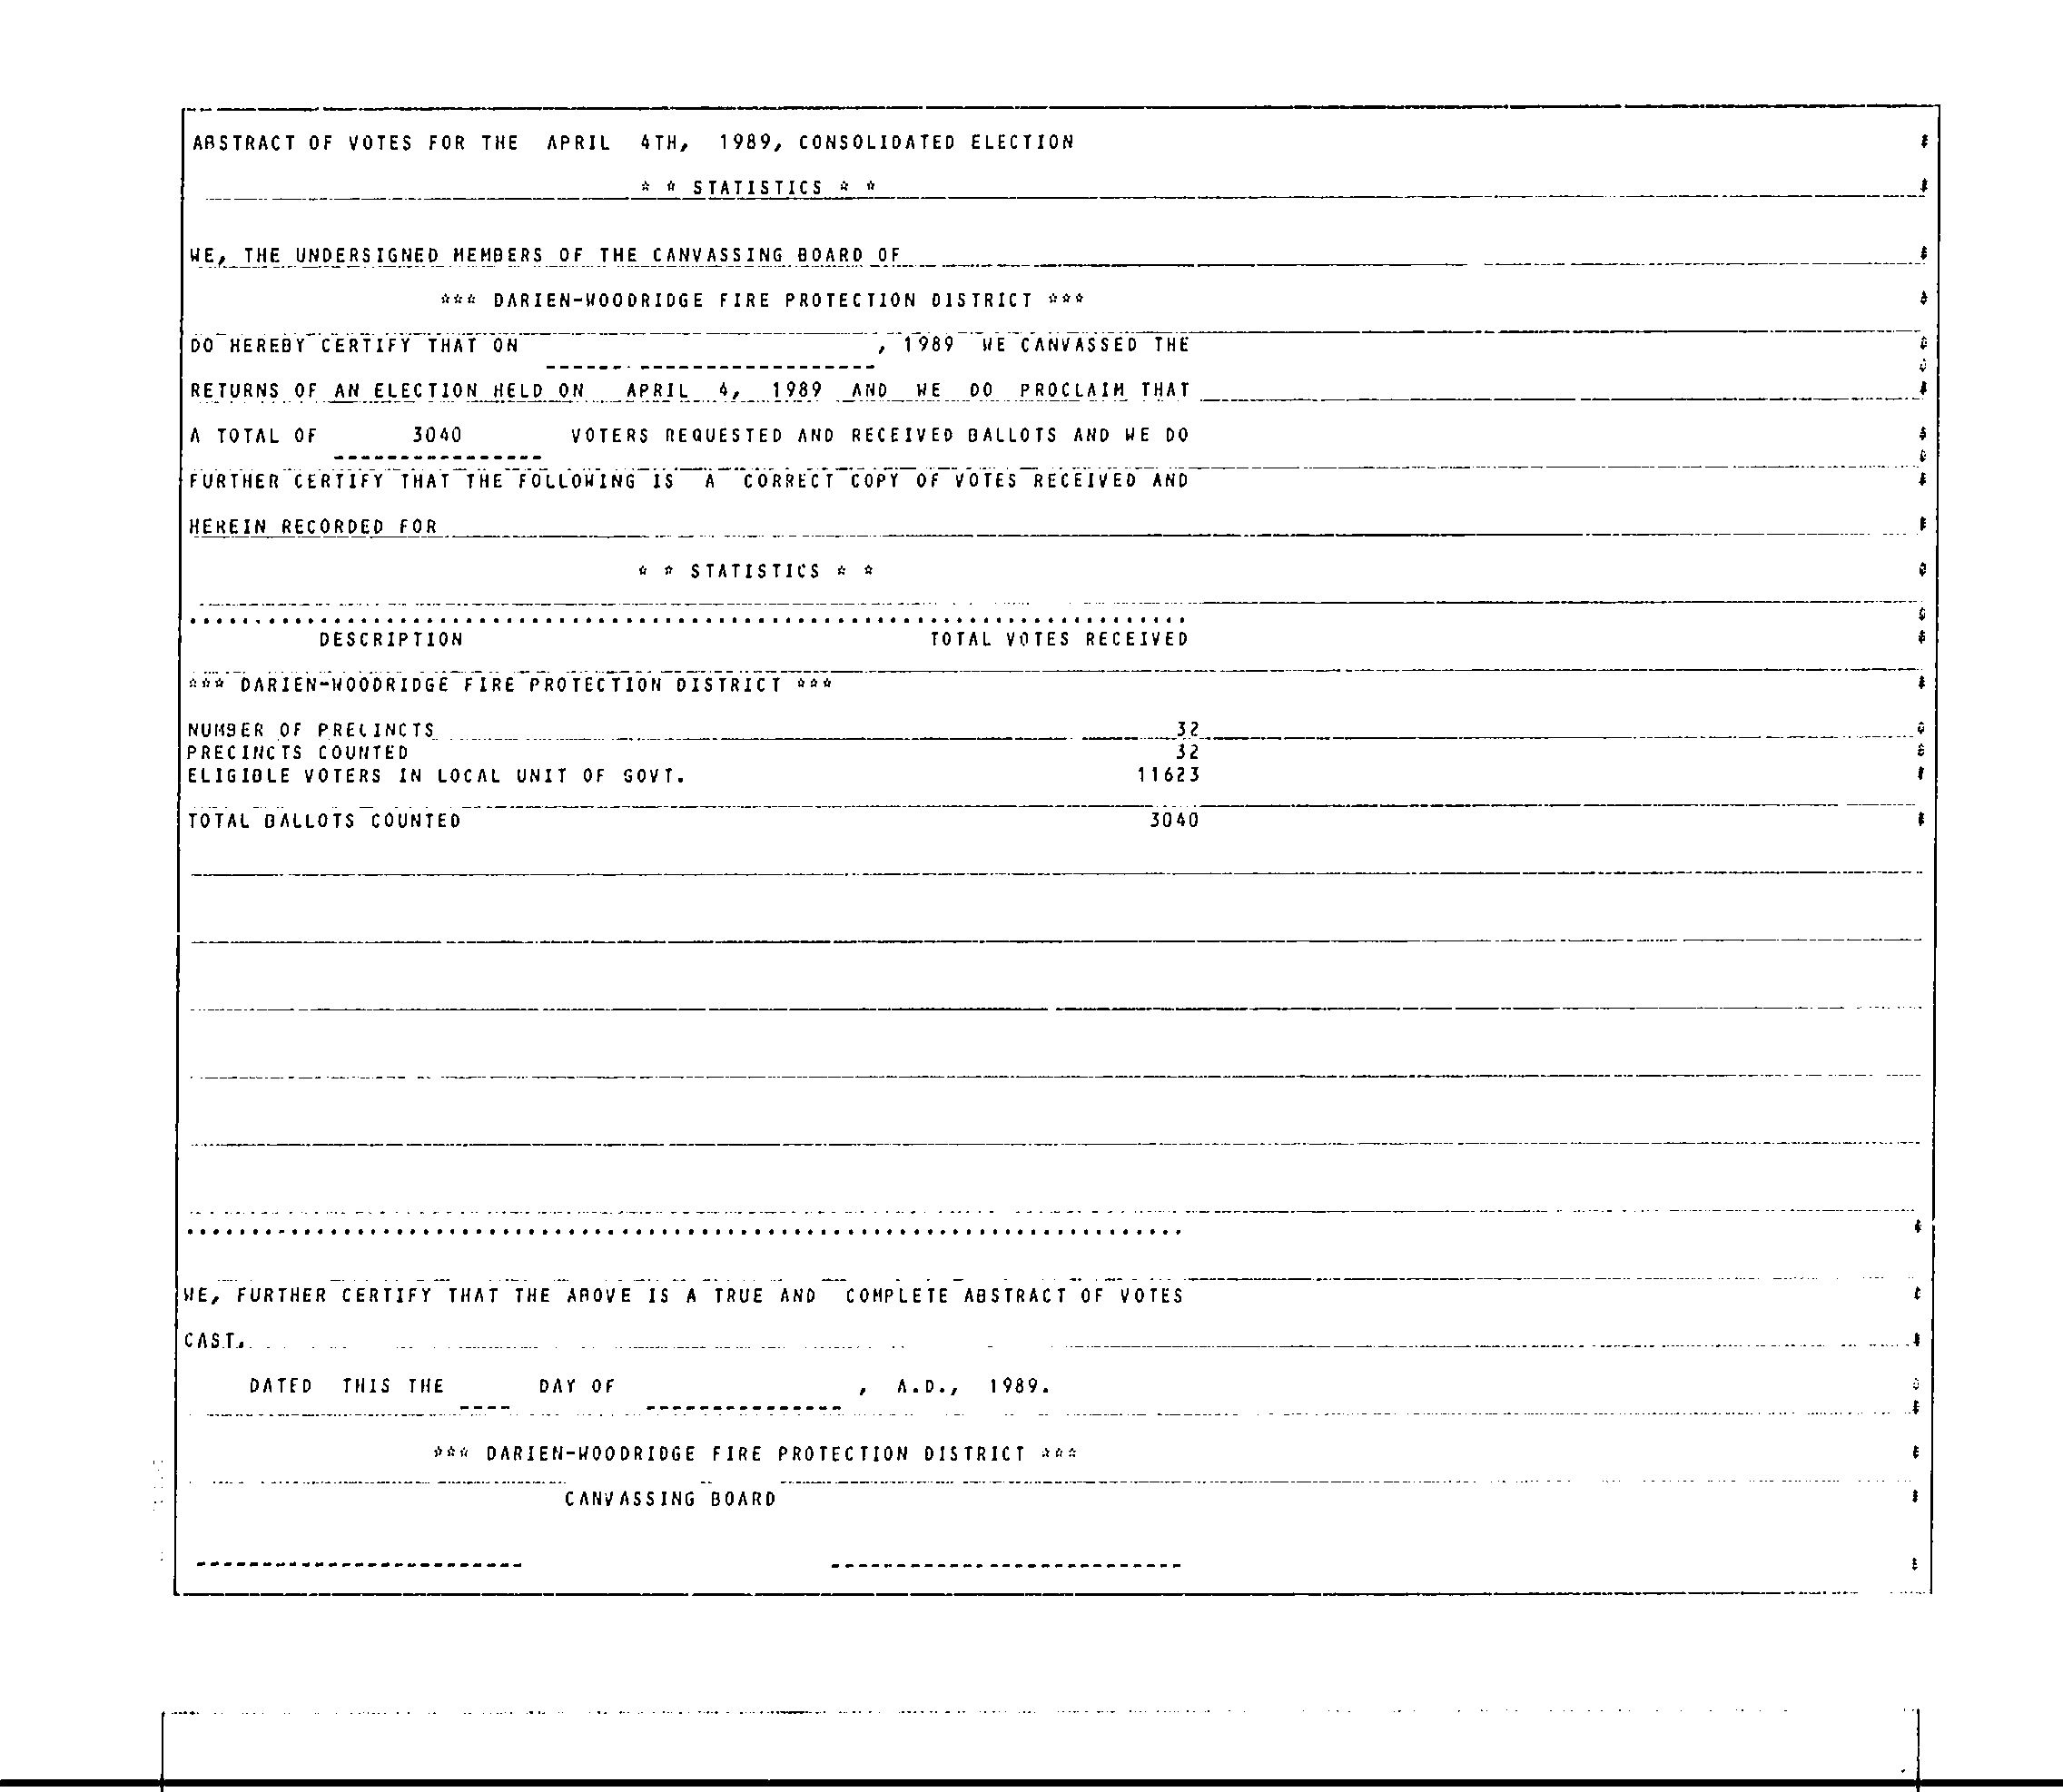 ABSTRACT OF VOTES FOR THE APRIL 4TH, 1989, CONSOLIDATED ELECTION
* * STATISTICS * *
WE, THE UNDERSIGNED MEMBERS OF THE CANVASSING BOARD OF
*** DARIEN-WOODRIDGE FIRE PROTECTION DISTRICT ***
DO HEREBY CERTIFY THAT ON , 1989 WE CANVASSED THE
RETURNS OF AN ELECTION HELD ON APRIL 4, 1989 AND WE DO PROCLAIM THAT
A TOTAL OF 3040 VOTERS REQUESTED AND RECEIVED BALLOTS AND WE DO
FURTHER CERTIFY THAT THE FOLLOWING IS A CORRECT COPY OF VOTES RECEIVED AND
HEREIN RECORDED FOR
* * STATISTICS * *
DESCRIPTION TOTAL VOTES RECEIVED
*** DARIEN-WOODRIDGE FIRE PROTECTION DISTRICT ***
NUMBER OF PRECINCTS 32
PRECINCTS COUNTED 32
ELIGIBLE VOTERS IN LOCAL UNIT OF GOVT. 11623
TOTAL BALLOTS COUNTED 3040
WE, FURTHER CERTIFY THAT THE ABOVE IS A TRUE AND COMPLETE ABSTRACT OF VOTES
CAST.
DATED THIS THE DAY OF , A.D., 1989.
*** DARIEN-WOODRIDGE FIRE PROTECTION DISTRICT ***
CANVASSING BOARD